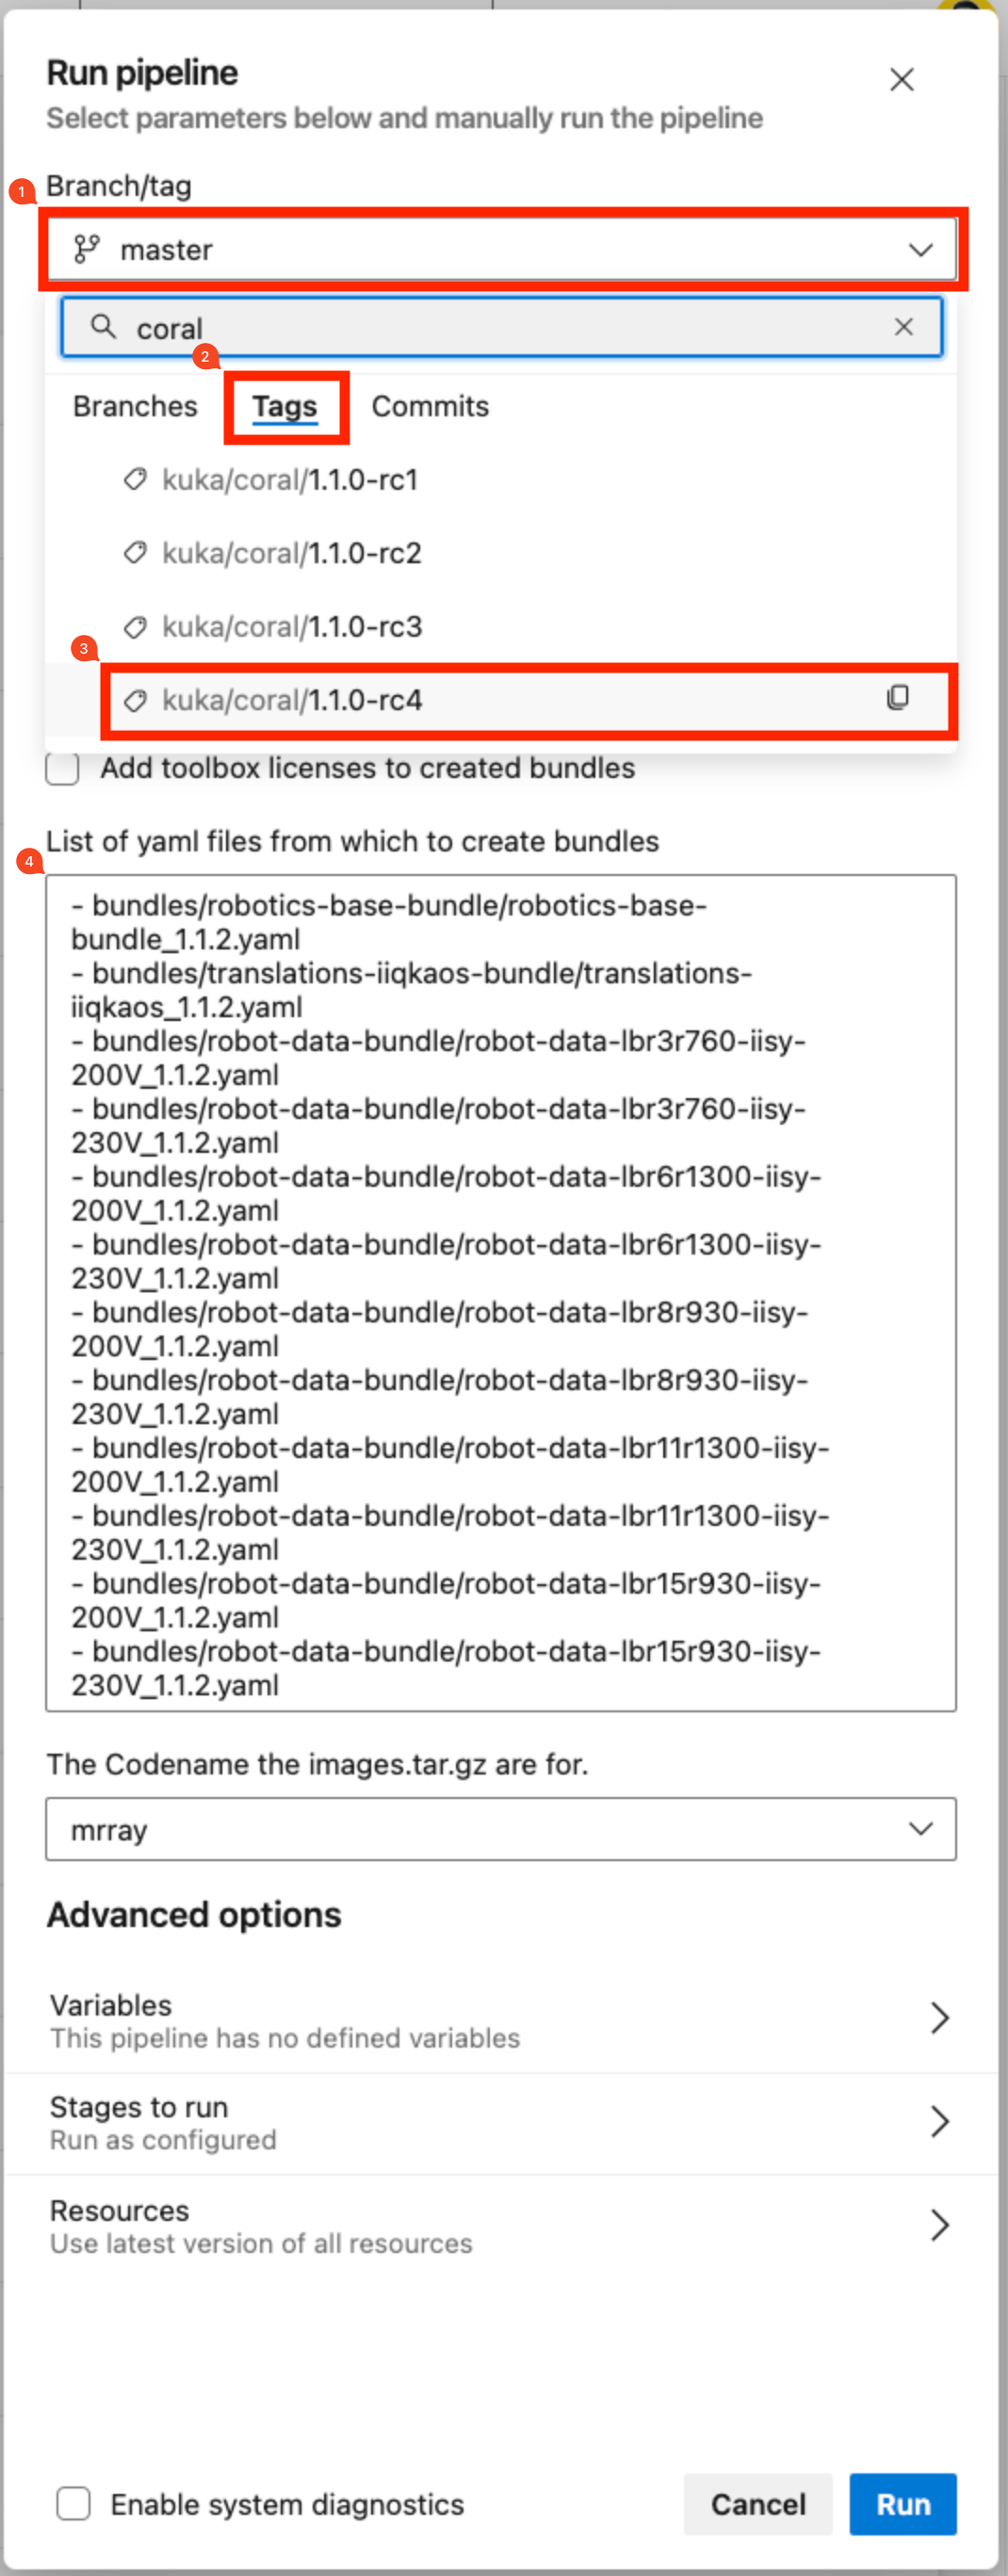 Run pipeline
Select parameters below and manually run the pipeline
1
Branch/tag
master
coral
2
Branches Tags Commits
kuka/coral/1.1.0-rc1
kuka/coral/1.1.0-rc2
kuka/coral/1.1.0-rc3
3
kuka/coral/1.1.0-rc4
Add toolbox licenses to created bundles
List of yaml files from which to create bundles
4
- bundles/robotics-base-bundle/robotics-base-
bundle_1.1.2.yaml
- bundles/translations-iiqkaos-bundle/translations-
iiqkaos_1.1.2.yaml
- bundles/robot-data-bundle/robot-data-lbr3r760-iisy-
200V_1.1.2.yaml
- bundles/robot-data-bundle/robot-data-lbr3r760-iisy-
230V_1.1.2.yaml
- bundles/robot-data-bundle/robot-data-lbr6r1300-iisy-
200V_1.1.2.yaml
- bundles/robot-data-bundle/robot-data-lbr6r1300-iisy-
230V_1.1.2.yaml
- bundles/robot-data-bundle/robot-data-lbr8r930-iisy-
200V_1.1.2.yaml
- bundles/robot-data-bundle/robot-data-lbr8r930-iisy-
230V_1.1.2.yaml
- bundles/robot-data-bundle/robot-data-lbr11r1300-iisy-
200V_1.1.2.yaml
- bundles/robot-data-bundle/robot-data-lbr11r1300-iisy-
230V_1.1.2.yaml
- bundles/robot-data-bundle/robot-data-lbr15r930-iisy-
200V_1.1.2.yaml
- bundles/robot-data-bundle/robot-data-lbr15r930-iisy-
230V_1.1.2.yaml
The Codename the images.tar.gz are for.
mrray
Advanced options
Variables
This pipeline has no defined variables
Stages to run
Run as configured
Resources
Use latest version of all resources
Enable system diagnostics Cancel Run